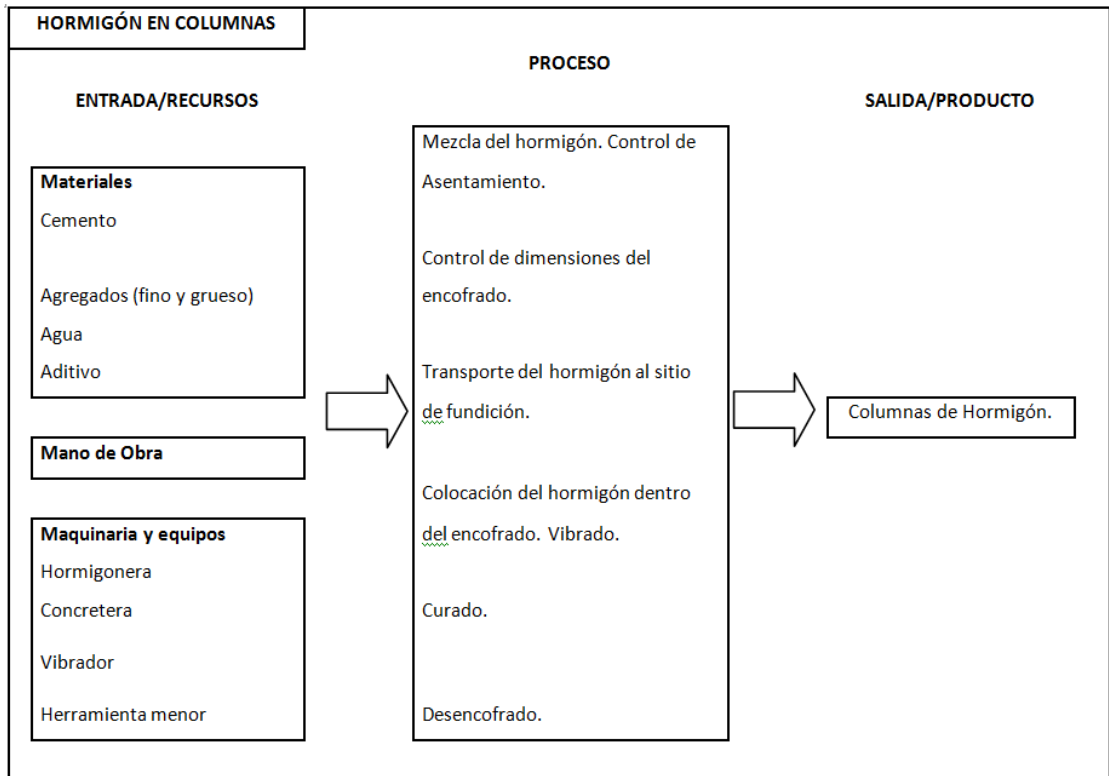 HORMIGÓN EN COLUMNAS
PROCESO
ENTRADA/RECURSOS
SALIDA/PRODUCTO
Materiales
Cemento
Agregados (fino y grueso)
Agua
Aditivo
Mano de Obra
Maquinaria y equipos
Hormigonera
Concretera
Vibrador
Herramienta menor
Mezcla del hormigón. Control de
Asentamiento.
Control de dimensiones del
encofrado.
Transporte del hormigón al sitio
de fundición.
Colocación del hormigón dentro
del encofrado. Vibrado.
Curado.
Desencofrado.
Columnas de Hormigón.